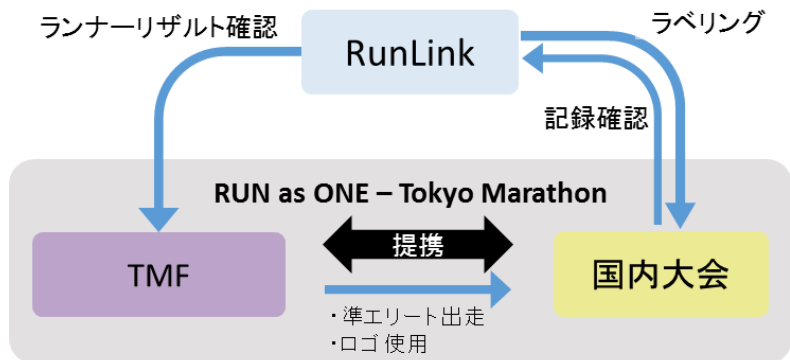 ランナーリザルト確認
RunLink
ラベリング
記録確認
RUN as ONE – Tokyo Marathon
TMF
提携
国内大会
・準エリート出走
・ロゴ使用